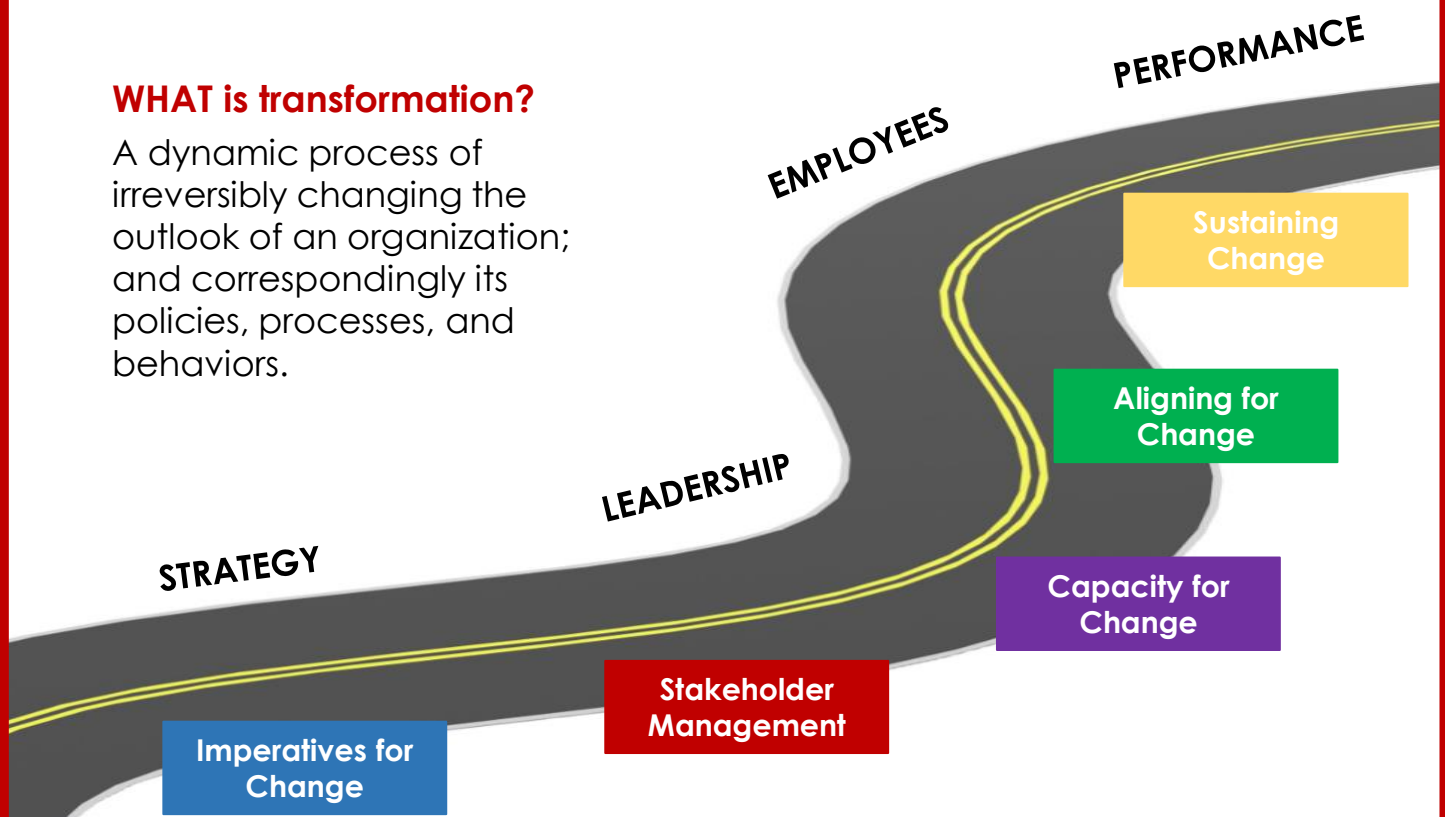 WHAT is transformation?
A dynamic process of
irreversibly changing the
outlook of an organization;
and correspondingly its
policies, processes, and
behaviors.
PERFORMANCE
EMPLOYEES
LEADERSHIP
STRATEGY
Sustaining
Change
Aligning for
Change
Capacity for
Change
Stakeholder
Management
Imperatives for
Change